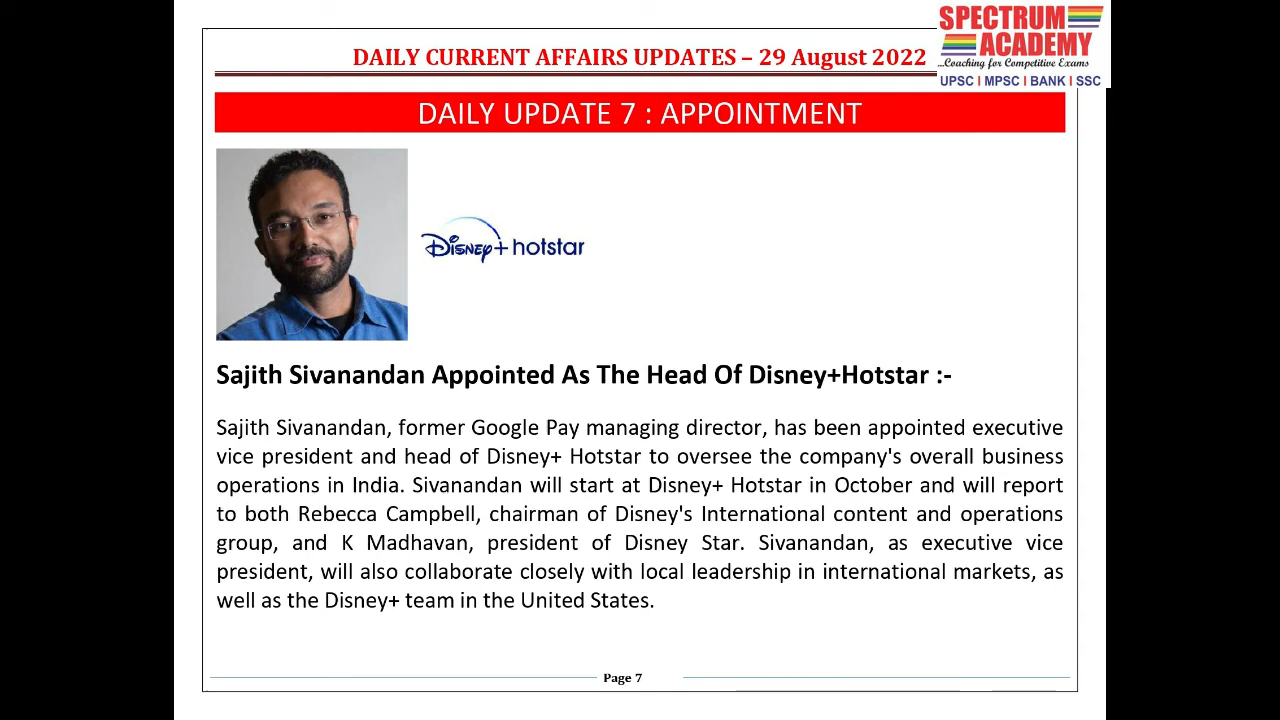 SPECTRUM
ACADEMY
...Coaching for Competitive Exams
UPSC I MPSC I BANK I SSC
DAILY CURRENT AFFAIRS UPDATES – 29 August 2022
DAILY UPDATE 7 : APPOINTMENT
Disney+ hotstar
Sajith Sivanandan Appointed As The Head Of Disney+Hotstar :-
Sajith Sivanandan, former Google Pay managing director, has been appointed executive
vice president and head of Disney+ Hotstar to oversee the company's overall business
operations in India. Sivanandan will start at Disney+ Hotstar in October and will report
to both Rebecca Campbell, chairman of Disney's International content and operations
group, and K Madhavan, president of Disney Star. Sivanandan, as executive vice
president, will also collaborate closely with local leadership in international markets, as
well as the Disney+ team in the United States.
Page 7